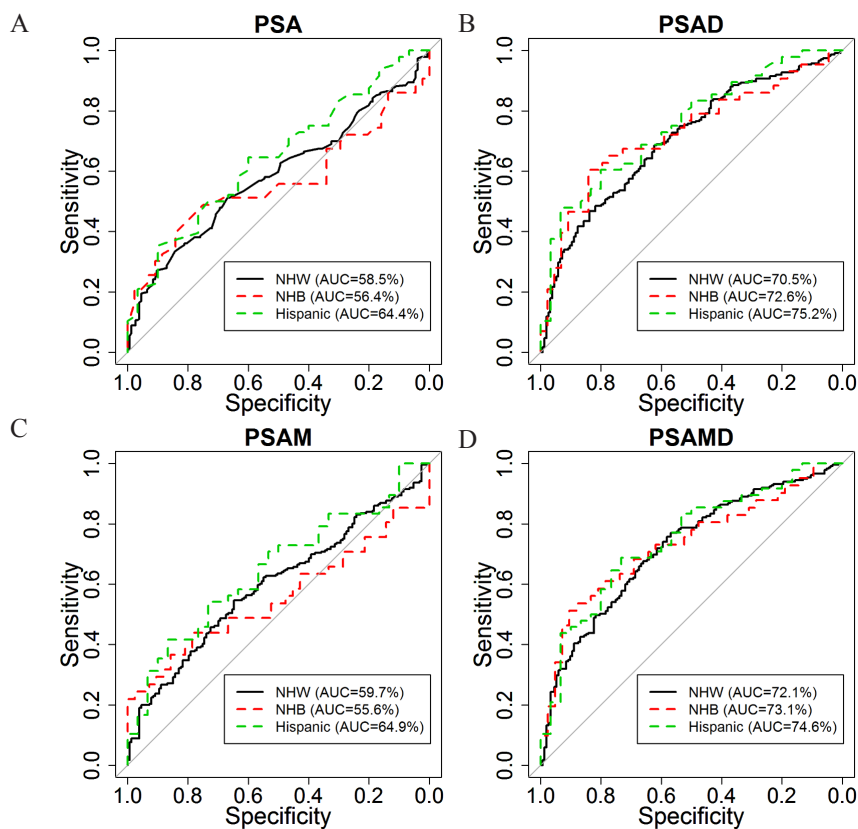 A
PSA
Sensitivity
0.0 0.2 0.4 0.6 0.8 1.0
NHW (AUC=58.5%)
NHB (AUC=56.4%)
Hispanic (AUC=64.4%)
1.0 0.8 0.6 0.4 0.2 0.0
Specificity
B
PSAD
Sensitivity
0.0 0.2 0.4 0.6 0.8 1.0
NHW (AUC=70.5%)
NHB (AUC=72.6%)
Hispanic (AUC=75.2%)
1.0 0.8 0.6 0.4 0.2 0.0
Specificity
C
PSAM
Sensitivity
0.0 0.2 0.4 0.6 0.8 1.0
NHW (AUC=59.7%)
NHB (AUC=55.6%)
Hispanic (AUC=64.9%)
1.0 0.8 0.6 0.4 0.2 0.0
Specificity
D
PSAMD
Sensitivity
0.0 0.2 0.4 0.6 0.8 1.0
NHW (AUC=72.1%)
NHB (AUC=73.1%)
Hispanic (AUC=74.6%)
1.0 0.8 0.6 0.4 0.2 0.0
Specificity